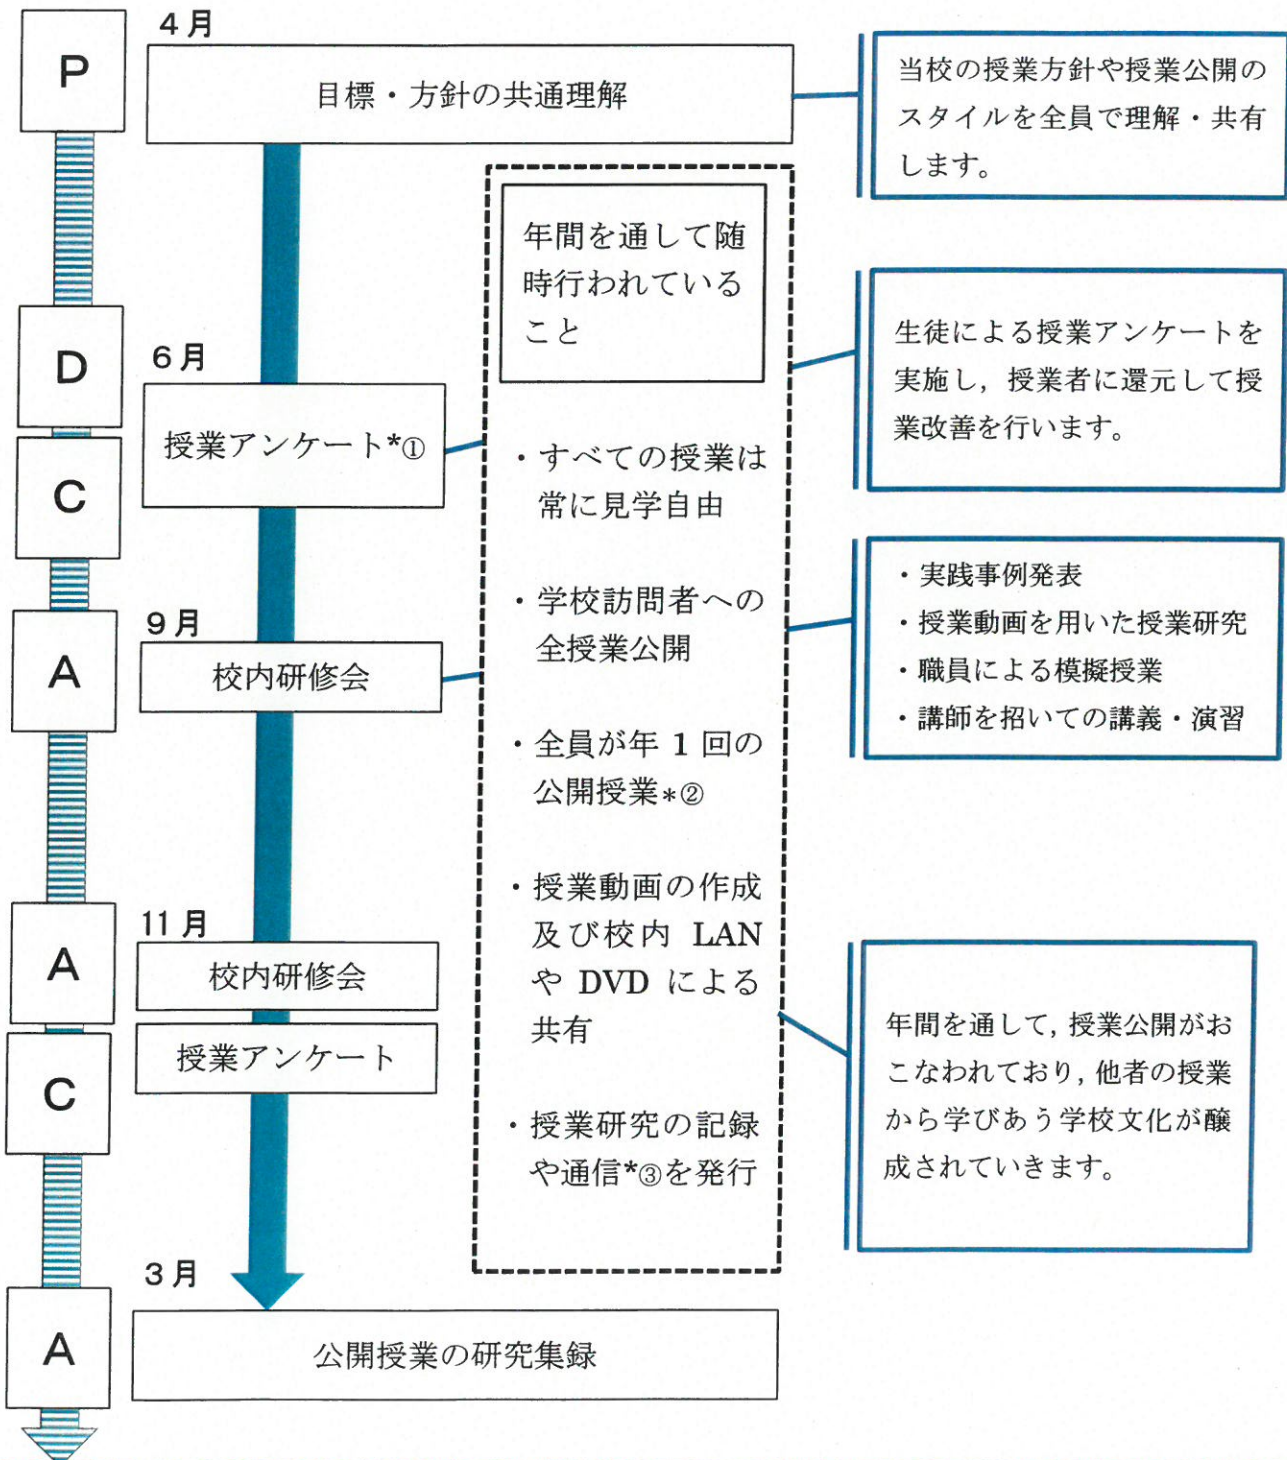 P
4月
目標・方針の共通理解
当校の授業方針や授業公開の
スタイルを全員で理解・共有
します。
年間を通して随
時行われている
こと
D
6月
授業アンケート*①
C
生徒による授業アンケートを
実施し，授業者に還元して授
業改善を行います。
・すべての授業は
常に見学自由
・学校訪問者への
全授業公開
・全員が年 1 回の
公開授業*②
・授業動画の作成
及び校内 LAN
や DVD による
共有
・授業研究の記録
や通信*③を発行
A
9月
校内研修会
・実践事例発表
・授業動画を用いた授業研究
・職員による模擬授業
・講師を招いての講義・演習
A
11月
校内研修会
C
授業アンケート
年間を通して，授業公開がお
こなわれており，他者の授業
から学びあう学校文化が醸
成されていきます。
A
3月
公開授業の研究集録